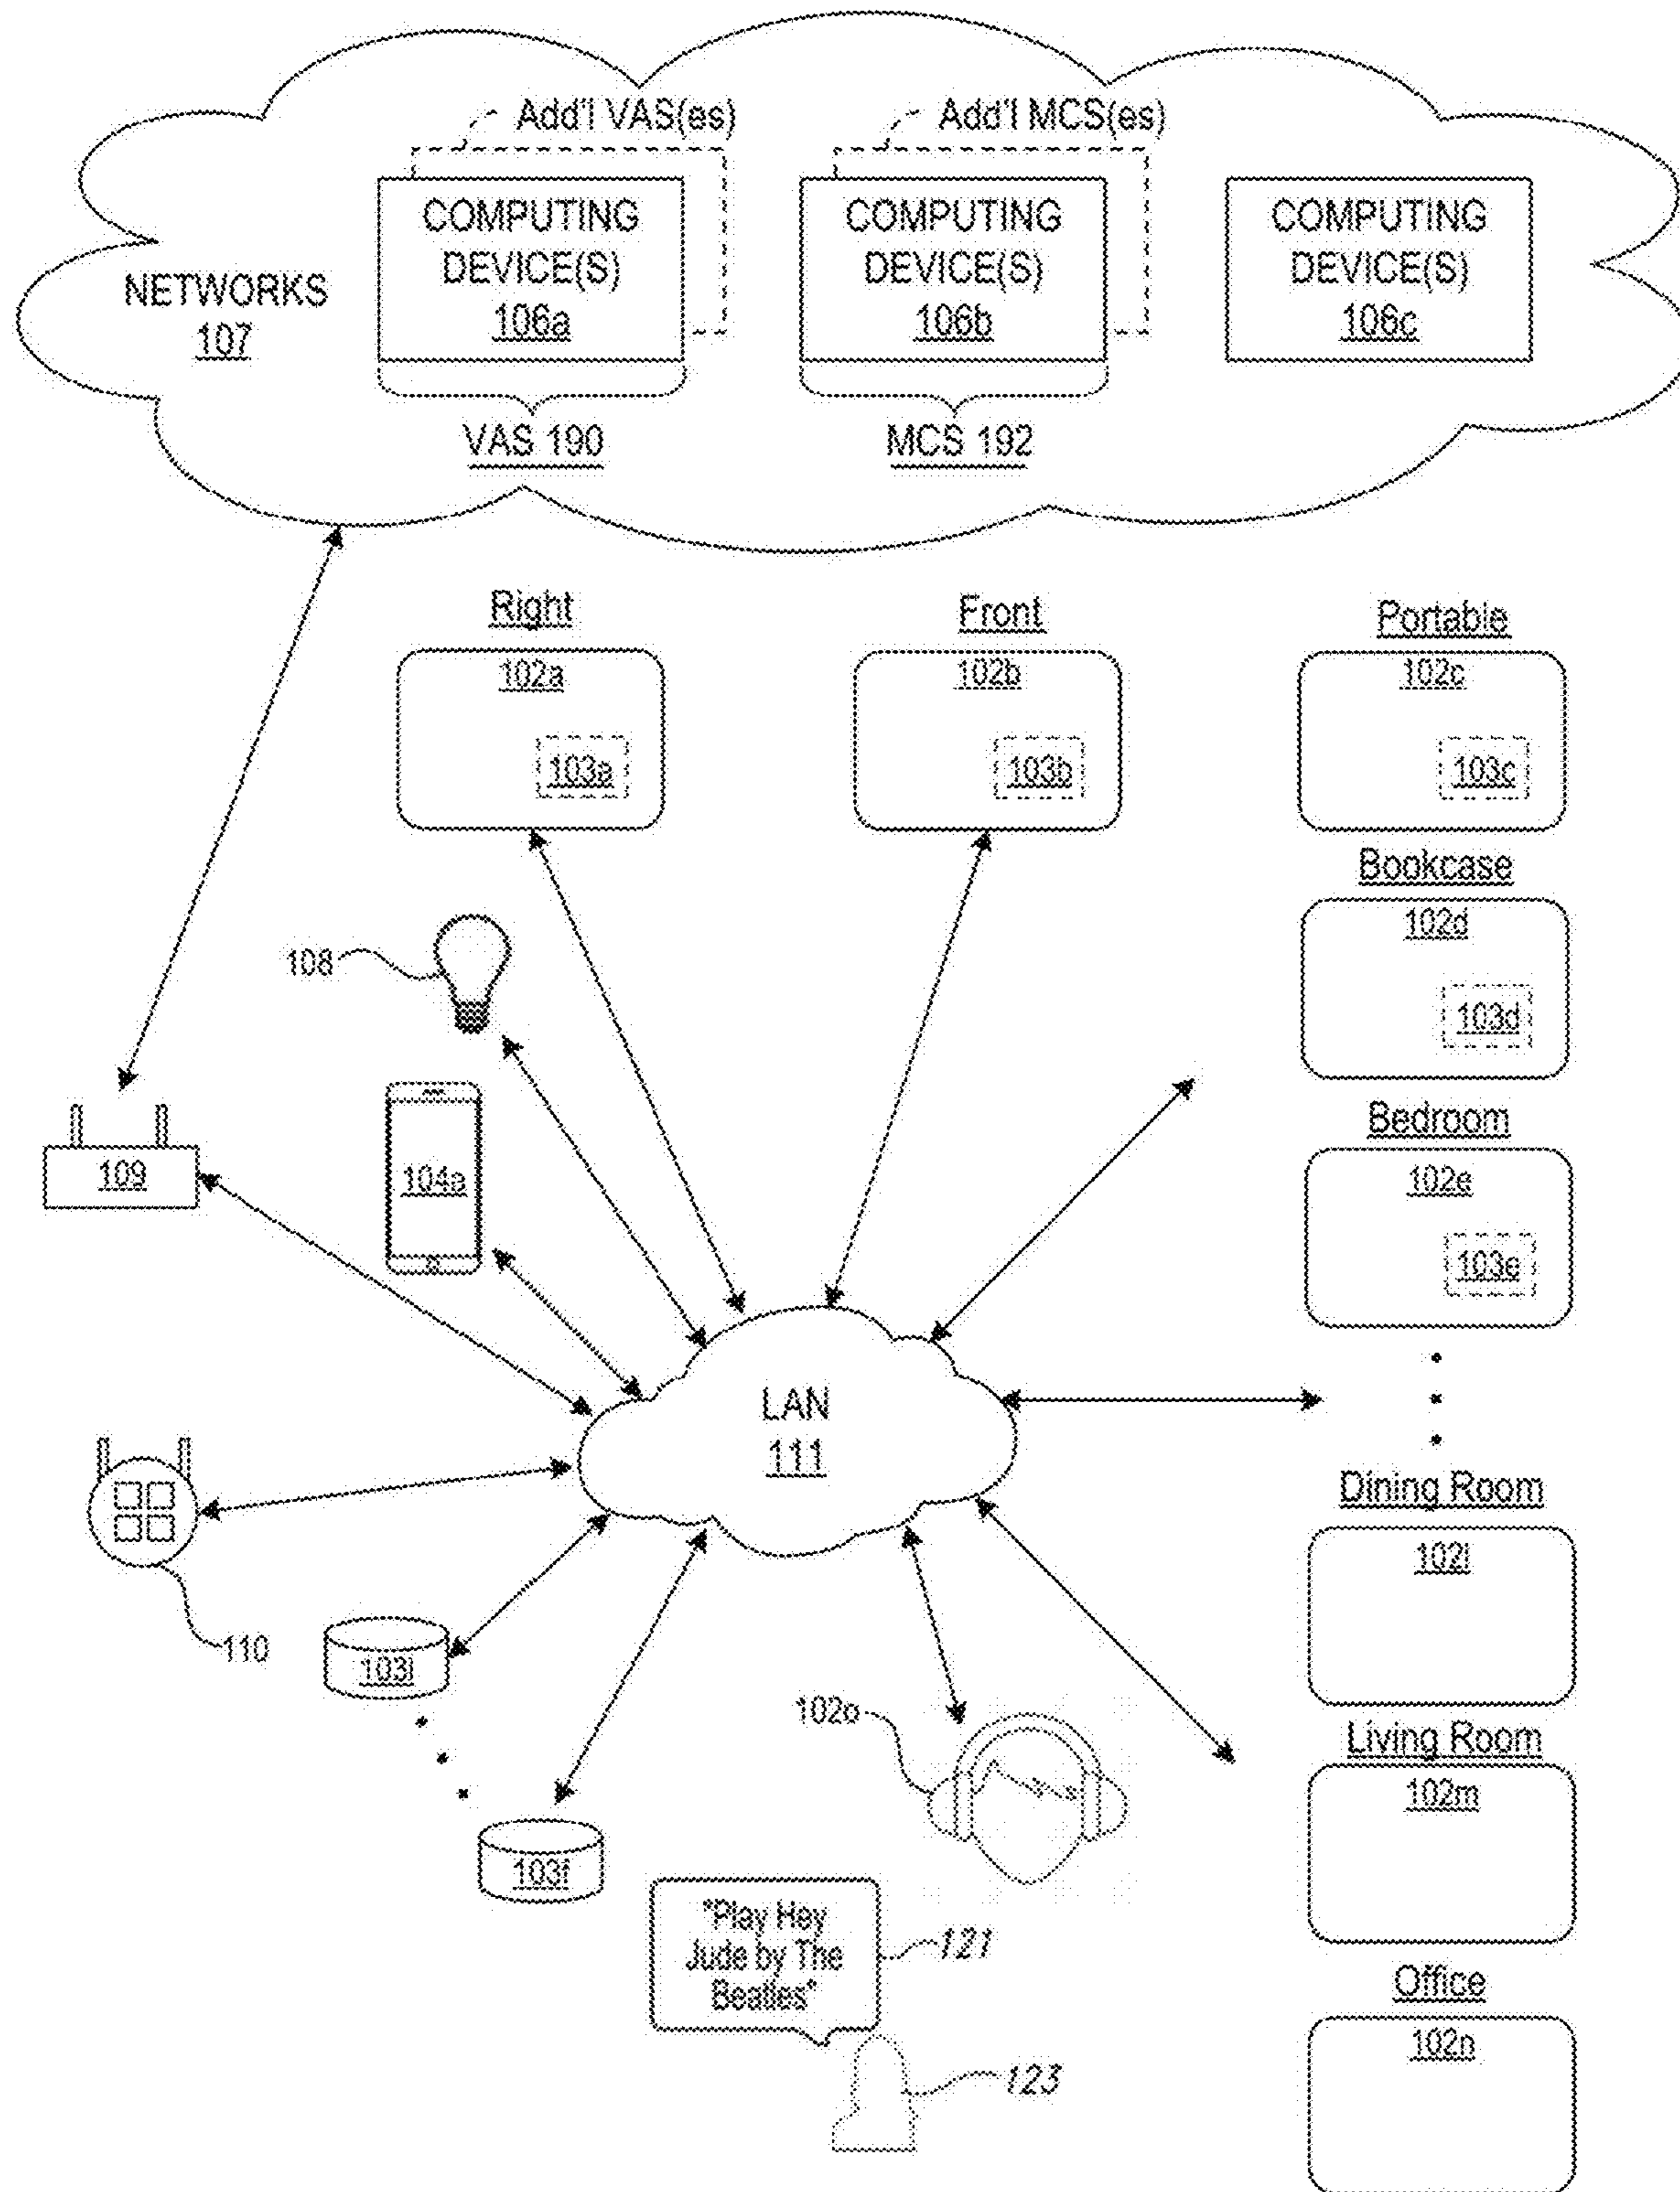 Add'l VAS(es)
Add'l MCS(es)
COMPUTING
DEVICE(S)
106a
COMPUTING
DEVICE(S)
106b
COMPUTING
DEVICE(S)
106c
NETWORKS
107
VAS 190
MCS 192
Right
102a
103a
Front
102b
103b
Portable
102c
103c
Bookcase
102d
103d
Bedroom
102e
103e
108
104a
109
LAN
111
110
103i
103f
102o
"Play Hey
Jude by The
Beatles"
121
123
Dining Room
102l
Living Room
102m
Office
102n